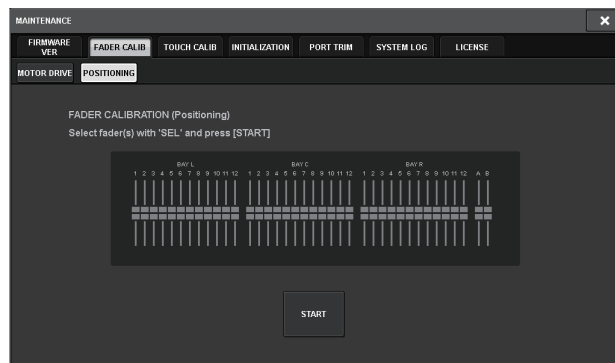 MAINTENANCE
FIRMWARE VER FADER CALIB TOUCH CALIB INITIALIZATION PORT TRIM SYSTEM LOG LICENSE
MOTOR DRIVE POSITIONING
FADER CALIBRATION (Positioning)
Select fader(s) with 'SEL' and press [START]
BAY L BAY C BAY R
1 2 3 4 5 6 7 8 9 10 11 12 1 2 3 4 5 6 7 8 9 10 11 12 1 2 3 4 5 6 7 8 9 10 11 12 A B
START